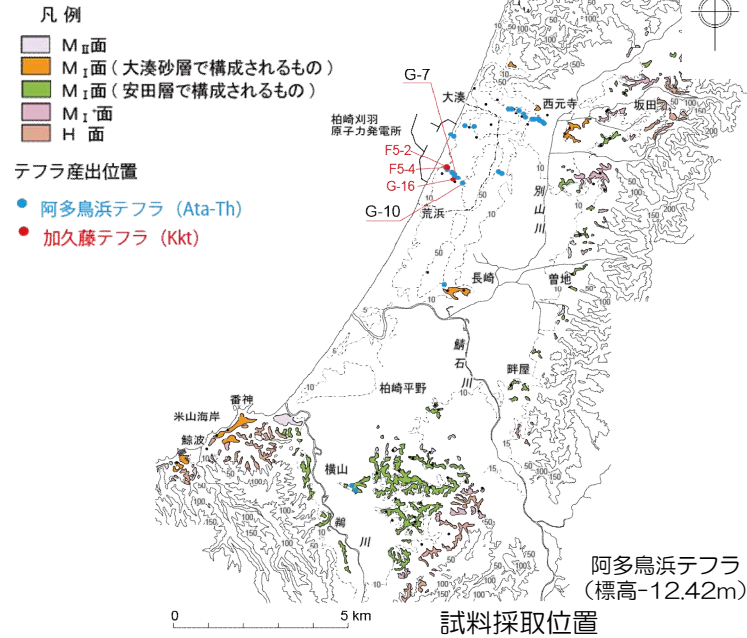 凡 例
MⅡ面
MⅠ面(大湊砂層で構成されるもの)
MⅠ面(安田層で構成されるもの)
MⅠ⁺面
H 面
テフラ産出位置
阿多鳥浜テフラ(Ata-Th)
加久藤テフラ(Kkt)
G-7
大湊
西元寺
坂田
柏崎刈羽
原子力発電所
F5-2
F5-4
G-16
G-10
荒浜
別山川
長崎
曽地
鯖石川
畔屋
柏崎平野
番神
米山海岸
鯨波
横山
鵜川
阿多鳥浜テフラ
(標高-12.42m)
0 5 km
試料採取位置